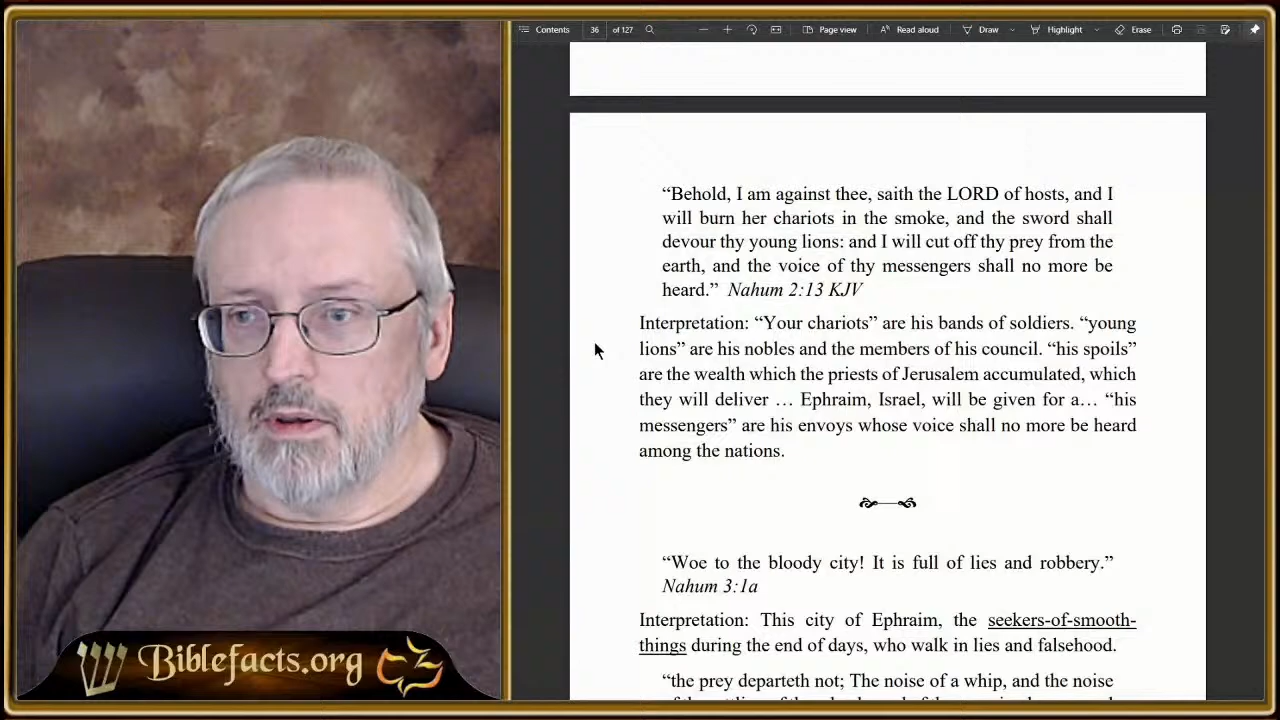 Contents 36 of 127 Page view Read aloud Draw Highlight Erase
“Behold, I am against thee, saith the LORD of hosts, and I
will burn her chariots in the smoke, and the sword shall
devour thy young lions: and I will cut off thy prey from the
earth, and the voice of thy messengers shall no more be
heard.” Nahum 2:13 KJV
Interpretation: “Your chariots” are his bands of soldiers. “young
lions” are his nobles and the members of his council. “his spoils”
are the wealth which the priests of Jerusalem accumulated, which
they will deliver … Ephraim, Israel, will be given for a… “his
messengers” are his envoys whose voice shall no more be heard
among the nations.
“Woe to the bloody city! It is full of lies and robbery.”
Nahum 3:1a
Interpretation: This city of Ephraim, the seekers-of-smooth-
things during the end of days, who walk in lies and falsehood.
“the prey departeth not; The noise of a whip, and the noise
Biblefacts.org